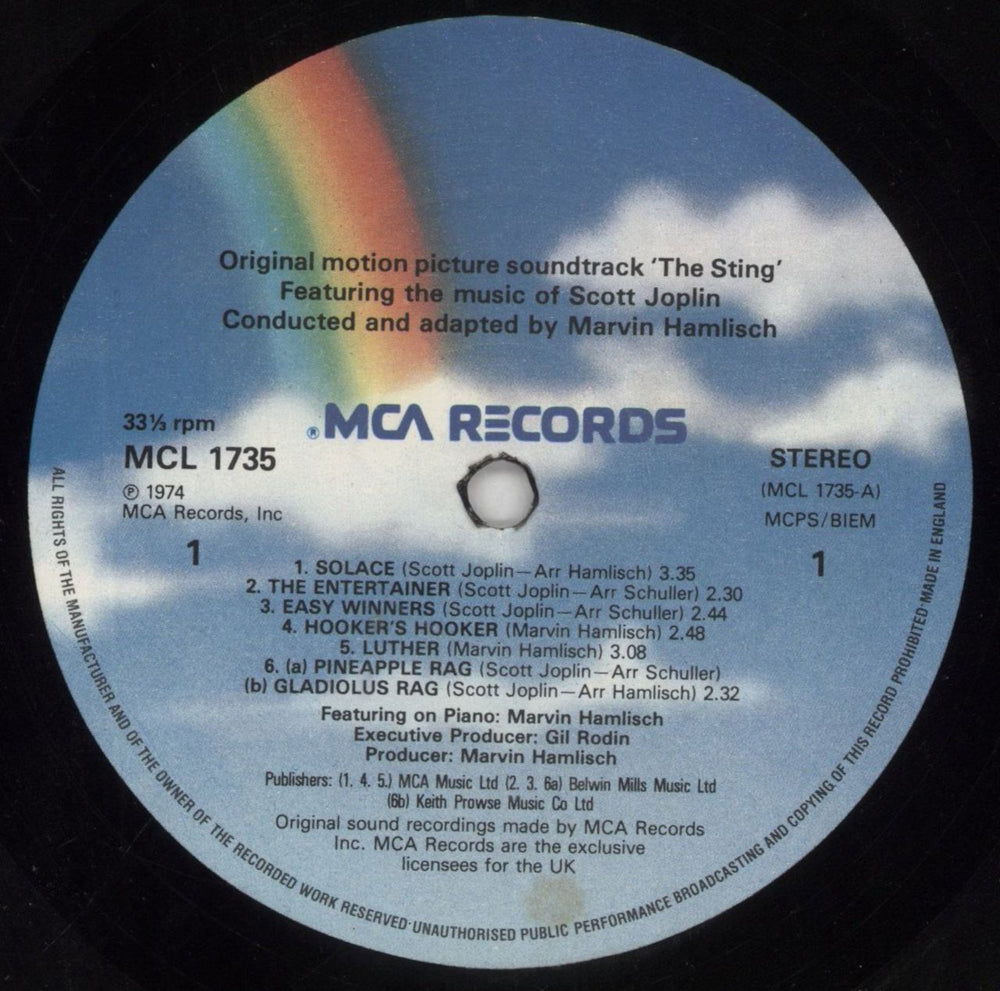 Original motion picture soundtrack 'The Sting'
Featuring the music of Scott Joplin
Conducted and adapted by Marvin Hamlisch
®MCA RECORDS
33⅓ rpm
MCL 1735
℗ 1974
MCA Records, Inc
1
STEREO
(MCL 1735-A)
MCPS/BIEM
1
1. SOLACE (Scott Joplin—Arr Hamlisch) 3.35
2. THE ENTERTAINER (Scott Joplin—Arr Schuller) 2.30
3. EASY WINNERS (Scott Joplin—Arr Schuller) 2.44
4. HOOKER'S HOOKER (Marvin Hamlisch) 2.48
5. LUTHER (Marvin Hamlisch) 3.08
6. (a) PINEAPPLE RAG (Scott Joplin—Arr Schuller)
(b) GLADIOLUS RAG (Scott Joplin—Arr Hamlisch) 2.32
Featuring on Piano: Marvin Hamlisch
Executive Producer: Gil Rodin
Producer: Marvin Hamlisch
Publishers: (1. 4. 5.) MCA Music Ltd (2. 3. 6a) Belwin Mills Music Ltd
(6b) Keith Prowse Music Co Ltd
Original sound recordings made by MCA Records
Inc. MCA Records are the exclusive
licensees for the UK
ALL RIGHTS OF THE MANUFACTURER AND OF THE OWNER OF THE RECORDED WORK RESERVED·UNAUTHORISED PUBLIC PERFORMANCE BROADCASTING AND COPYING OF THIS RECORD PROHIBITED·MADE IN ENGLAND